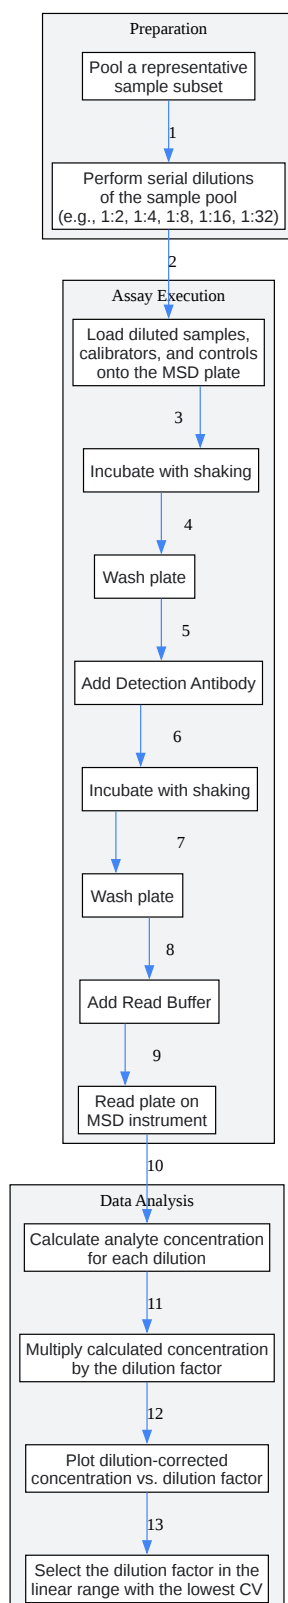 Preparation
Pool a representative
sample subset
1
Perform serial dilutions
of the sample pool
(e.g., 1:2, 1:4, 1:8, 1:16, 1:32)
2
Assay Execution
Load diluted samples,
calibrators, and controls
onto the MSD plate
3
Incubate with shaking
4
Wash plate
5
Add Detection Antibody
6
Incubate with shaking
7
Wash plate
8
Add Read Buffer
9
Read plate on
MSD instrument
10
Data Analysis
Calculate analyte concentration
for each dilution
11
Multiply calculated concentration
by the dilution factor
12
Plot dilution-corrected
concentration vs. dilution factor
13
Select the dilution factor in the
linear range with the lowest CV